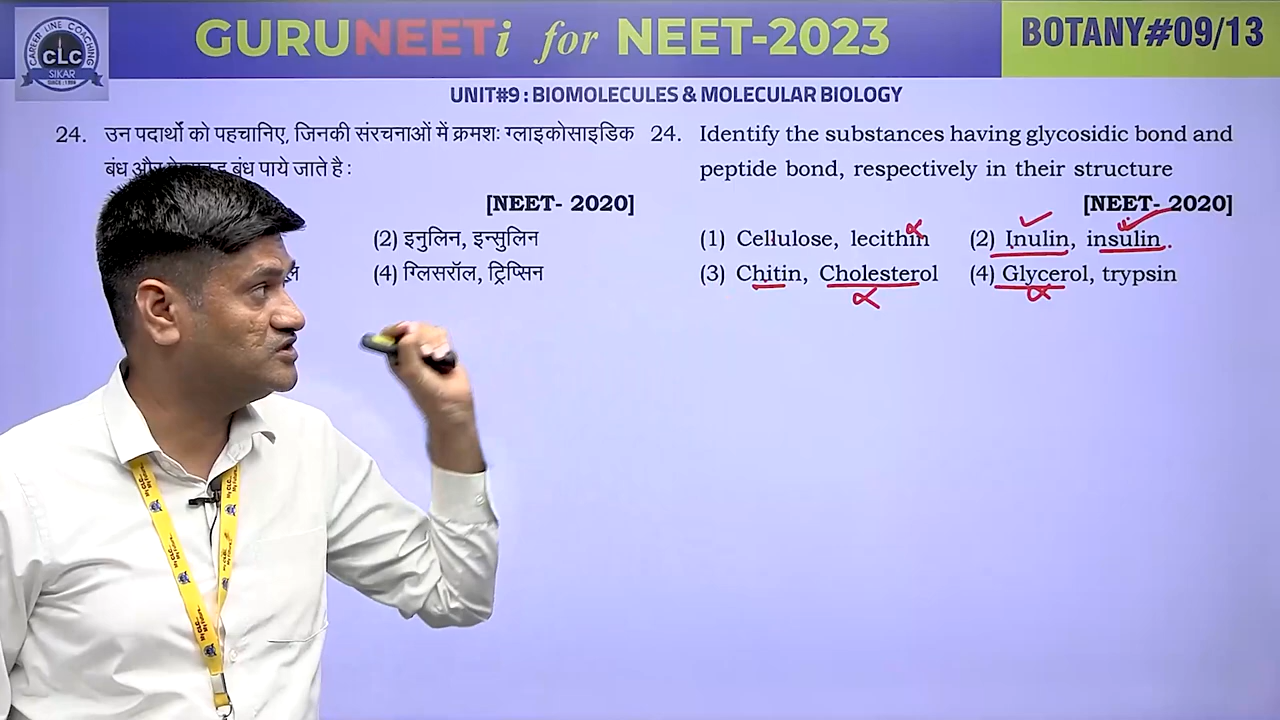 CAREER LINE COACHING
CLC
SIKAR
SINCE : 1996
GURUNEETi for NEET-2023
BOTANY#09/13
UNIT#9 : BIOMOLECULES & MOLECULAR BIOLOGY
24. उन पदार्थों को पहचानिए, जिनकी संरचनाओं में क्रमशः ग्लाइकोसाइडिक
बंध और बंध पाये जाते है :
[NEET- 2020]
(2) इनुलिन, इन्सुलिन
(4) ग्लिसरॉल, ट्रिप्सिन
24. Identify the substances having glycosidic bond and
peptide bond, respectively in their structure
[NEET- 2020]
(1) Cellulose, lecithin (2) Inulin, insulin
(3) Chitin, Cholesterol (4) Glycerol, trypsin